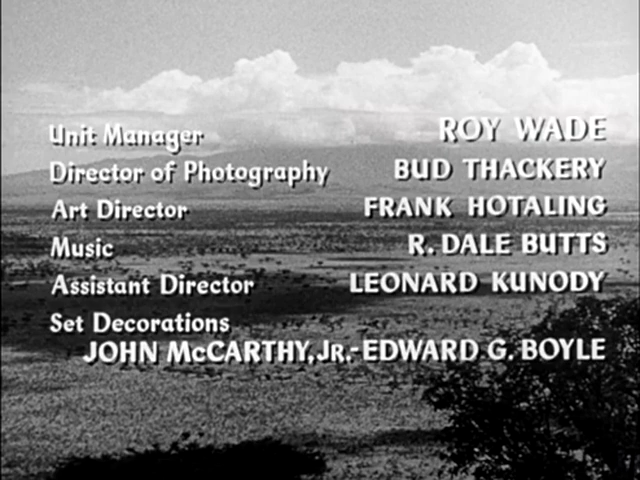 Unit Manager ROY WADE
Director of Photography BUD THACKERY
Art Director FRANK HOTALING
Music R. DALE BUTTS
Assistant Director LEONARD KUNODY
Set Decorations
JOHN McCARTHY, JR.-EDWARD G. BOYLE